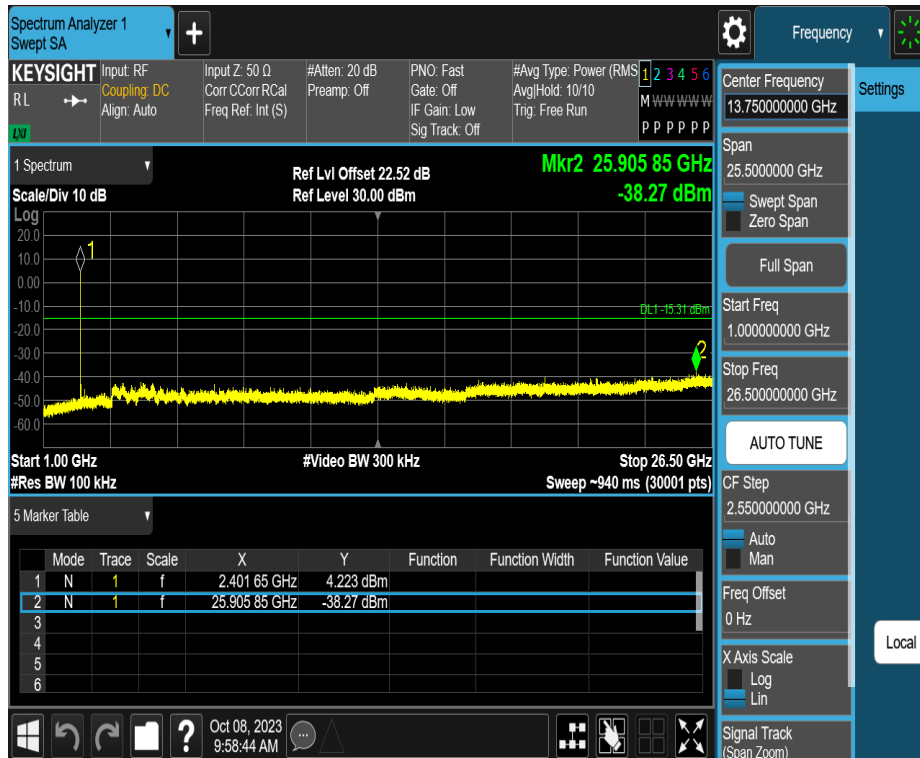 Spectrum Analyzer 1
Swept SA
+
Frequency
KEYSIGHT
R L
LXI
Input: RF
Coupling: DC
Align: Auto
Input Z: 50 Ω
Corr CCorr RCal
Freq Ref: Int (S)
#Atten: 20 dB
Preamp: Off
PNO: Fast
Gate: Off
IF Gain: Low
Sig Track: Off
#Avg Type: Power (RMS
Avg|Hold: 10/10
Trig: Free Run
1 2 3 4 5 6
M W W W W W
P P P P P P
1 Spectrum
Scale/Div 10 dB
Ref Lvl Offset 22.52 dB
Ref Level 30.00 dBm
Mkr2 25.905 85 GHz
-38.27 dBm
Log
20.0
10.0
0.00
-10.0
-20.0
-30.0
-40.0
-50.0
-60.0
1
DL1 -15.31 dBm
2
Start 1.00 GHz
#Video BW 300 kHz
Stop 26.50 GHz
#Res BW 100 kHz
Sweep ~940 ms (30001 pts)
5 Marker Table
Mode Trace Scale X Y Function Function Width Function Value
1 N 1 f 2.401 65 GHz 4.223 dBm
2 N 1 f 25.905 85 GHz -38.27 dBm
3
4
5
6
?
Oct 08, 2023
9:58:44 AM
Center Frequency
13.750000000 GHz
Settings
Span
25.5000000 GHz
Swept Span
Zero Span
Full Span
Start Freq
1.000000000 GHz
Stop Freq
26.500000000 GHz
AUTO TUNE
CF Step
2.550000000 GHz
Auto
Man
Freq Offset
0 Hz
Local
X Axis Scale
Log
Lin
Signal Track
(Span Zoom)